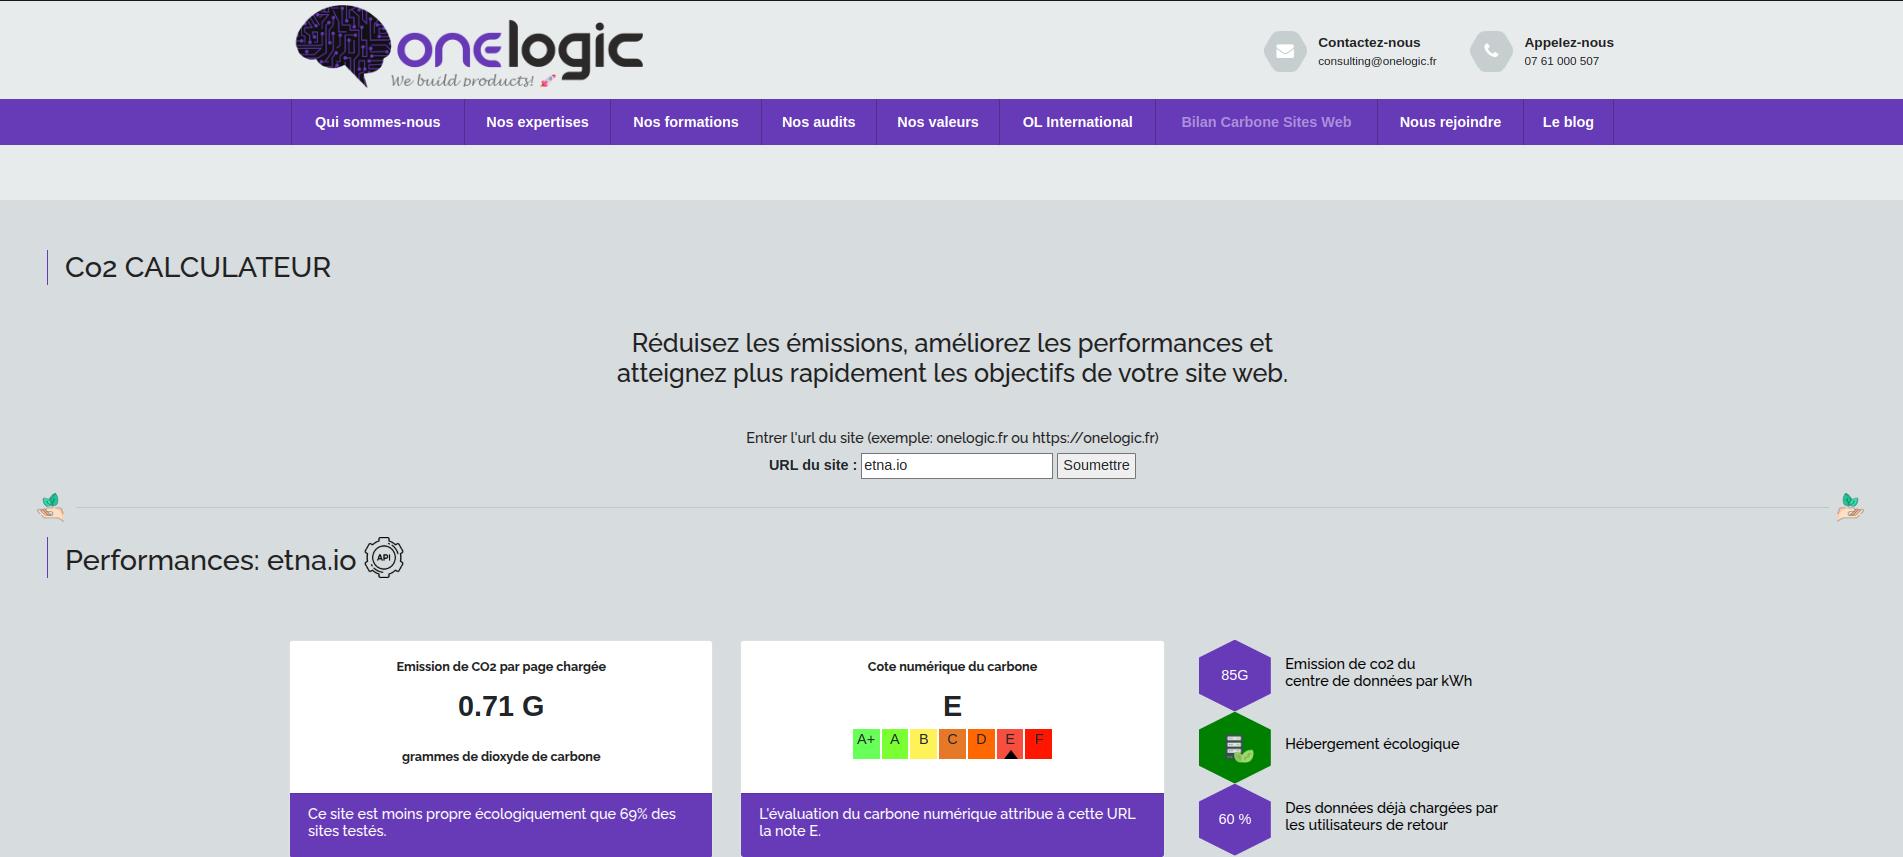 onelogic
We build products!
Contactez-nous
consulting@onelogic.fr
Appelez-nous
07 61 000 507
Qui sommes-nous
Nos expertises
Nos formations
Nos audits
Nos valeurs
OL International
Bilan Carbone Sites Web
Nous rejoindre
Le blog
Co2 CALCULATEUR
Réduisez les émissions, améliorez les performances et
atteignez plus rapidement les objectifs de votre site web.
Entrer l'url du site (exemple: onelogic.fr ou https://onelogic.fr)
URL du site : etna.io Soumettre
Performances: etna.io API
Emission de CO2 par page chargée
0.71 G
grammes de dioxyde de carbone
Ce site est moins propre écologiquement que 69% des
sites testés.
Cote numérique du carbone
E
A+ A B C D E F
L'évaluation du carbone numérique attribue à cette URL
la note E.
85G
Emission de co2 du
centre de données par kWh
Hébergement écologique
60 %
Des données déjà chargées par
les utilisateurs de retour